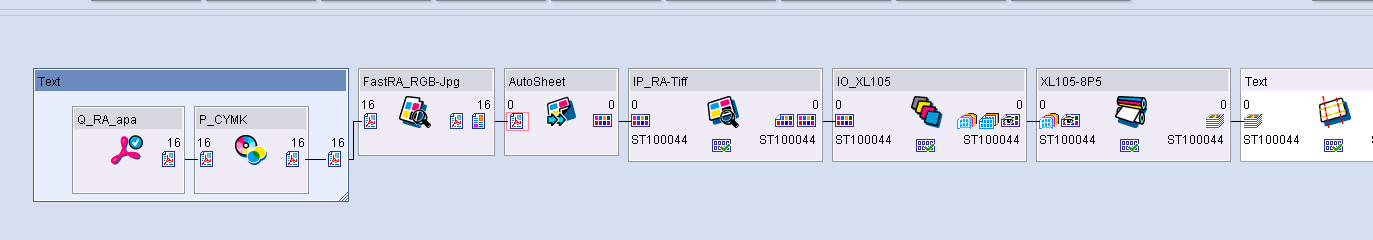 Text
Q_RA_apa
16
P_CYMK
16
16
FastRA_RGB-Jpg
16
16
AutoSheet
0
0
IP_RA-Tiff
0
0
ST100044
ST100044
IO_XL105
0
0
ST100044
ST100044
XL105-8P5
0
0
ST100044
ST100044
Text
0
ST100044